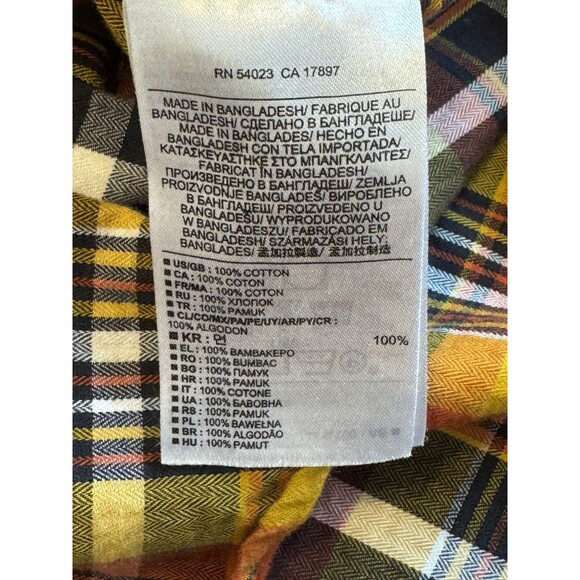 RN 54023 CA 17897
MADE IN BANGLADESH/ FABRIQUE AU
BANGLADESH/ СДЕЛАНО В БАНГЛАДЕШЕ/
MADE IN BANGLADES/ HECHO EN
BANGLADESH CON TELA IMPORTADA/
ΚΑΤΑΣΚΕΥΑΣΤΗΚΕ ΣΤΟ ΜΠΑΝΓΚΛΑΝΤΕΣ/
FABRICAT ÎN BANGLADESH/
ПРОИЗВЕДЕНО В БАНГЛАДЕШ/ ZEMLJA
PROIZVODNJE BANGLADEŠ/ ВИРОБЛЕНО
В БАНГЛАДЕШ/ PROIZVEDENO U
BANGLADEŠU/ WYPRODUKOWANO
W BANGLADESZU/ FABRICADO EM
BANGLADESH/ SZÁRMAZÁSI HELY:
BANGLADES/ 孟加拉製造/ 孟加拉制造
■ US/GB : 100% COTTON
■ CA : 100% COTTON
■ FR/MA : 100% COTON
■ RU : 100% ХЛОПОК
■ TR : 100% PAMUK
■ CL/CO/MX/PA/PE/UY/AR/PY/CR :
100% ALGODON
■ KR : 면 100%
■ EL : 100% ΒΑΜΒΑΚΕΡΟ
■ RO : 100% BUMBAC
■ BG : 100% ПАМУК
■ HR : 100% PAMUK
■ IT : 100% COTONE
■ UA : 100% БАВОВНА
■ RS : 100% PAMUK
■ PL : 100% BAWEŁNA
■ BR : 100% ALGODÃO
■ HU : 100% PAMUT